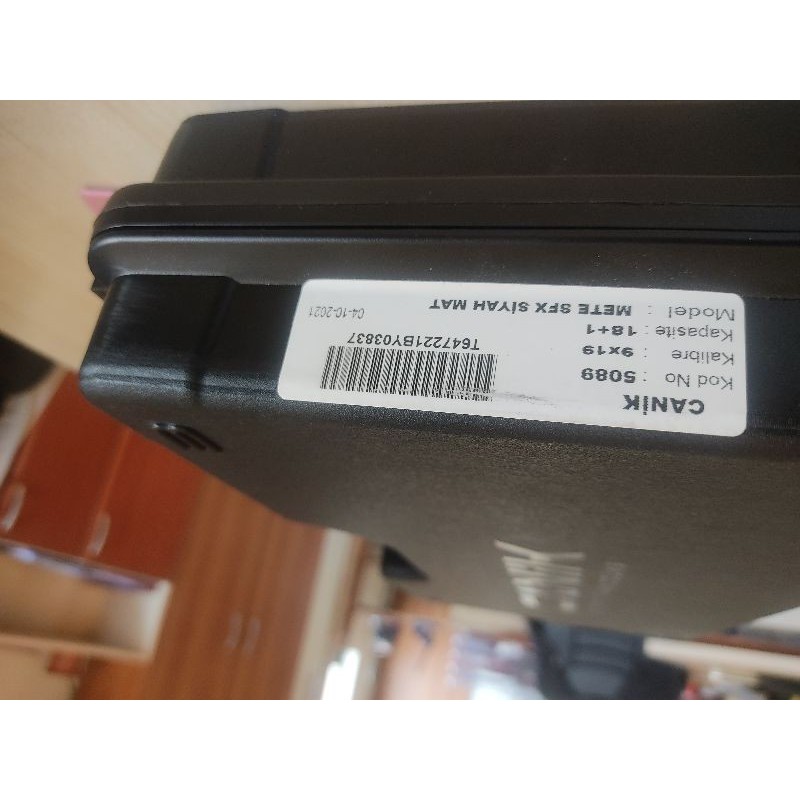 CANİK
Kod No : 5089
Kalibre : 9x19
Kapasite : 18+1
Model : METE SFX SİYAH MAT
T647221BY03837
04-10-2021